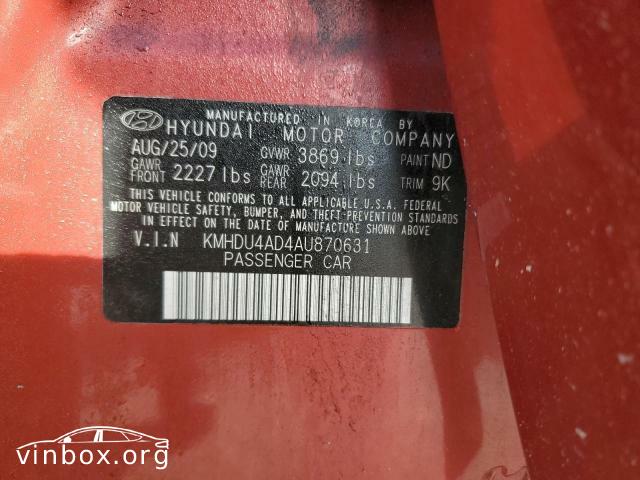 MANUFACTURED IN KOREA BY
HYUNDAI MOTOR COMPANY
AUG/25/09 GVWR 3869 lbs PAINT ND
GAWR FRONT 2227 lbs GAWR REAR 2094 lbs TRIM 9K
THIS VEHICLE CONFORMS TO ALL APPLICABLE U.S.A. FEDERAL
MOTOR VEHICLE SAFETY, BUMPER, AND THEFT-PREVENTION STANDARDS
IN EFFECT ON THE DATE OF MANUFACTURE SHOWN ABOVE
V.I.N KMHDU4AD4AU870631
PASSENGER CAR
vinbox.org